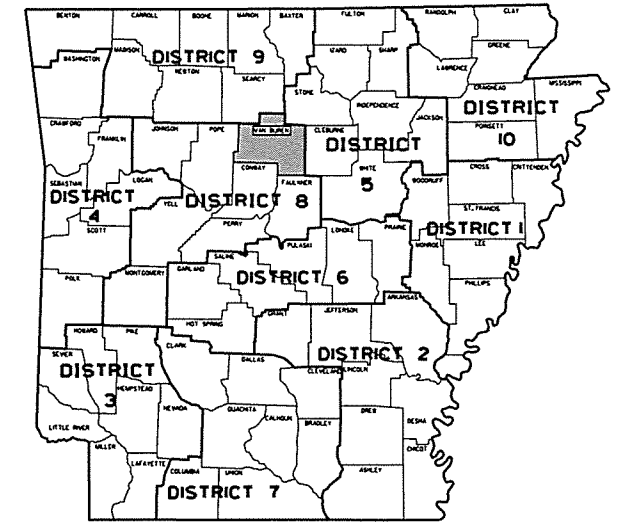 BENTON
CARROLL
BOONE
MARION
BAXTER
FULTON
RANDOLPH
CLAY
WASHINGTON
MADISON
DISTRICT 9
IZARD
SHARP
GREENE
NEWTON
SEARCY
LAWRENCE
STONE
CRAIGHEAD
MISSISSIPPI
INDEPENDENCE
DISTRICT
10
CRAWFORD
FRANKLIN
JOHNSON
POPE
VAN BUREN
CLEBURNE
JACKSON
POINSETT
DISTRICT
5
CONWAY
WHITE
CROSS
CRITTENDEN
SEBASTIAN
LOGAN
FAULKNER
WOODRUFF
DISTRICT
4
YELL
DISTRICT 8
ST. FRANCIS
SCOTT
PERRY
LONOKE
PRAIRIE
DISTRICT 1
MONROE
LEE
PULASKI
SALINE
POLK
MONTGOMERY
GARLAND
DISTRICT 6
PHILLIPS
HOT SPRING
GRANT
JEFFERSON
ARKANSAS
HOWARD
PIKE
CLARK
SEVIER
DALLAS
DISTRICT 2
DISTRICT
3
CLEVELAND
LINCOLN
HEMPSTEAD
NEVADA
OUACHITA
CALHOUN
BRADLEY
DREW
DESHA
LITTLE RIVER
MILLER
LAFAYETTE
COLUMBIA
UNION
ASHLEY
CHICOT
DISTRICT 7